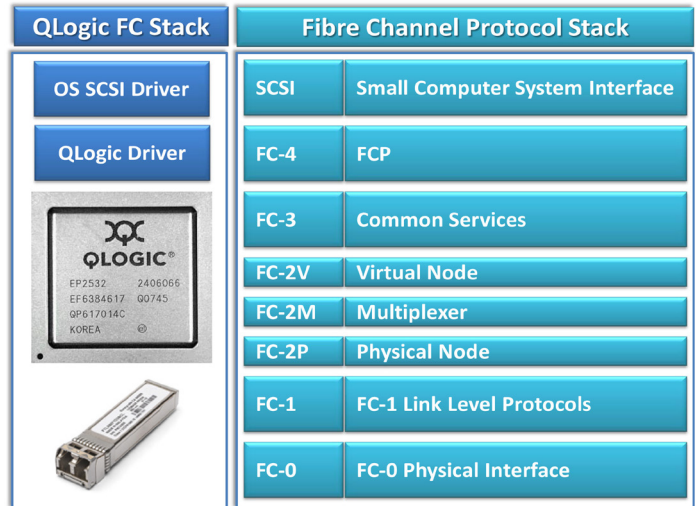 QLogic FC Stack
Fibre Channel Protocol Stack
OS SCSI Driver
QLogic Driver
QLOGIC®
EP2532 2406066
EF6384617 Q0745
QP617014C
KOREA
SCSI Small Computer System Interface
FC-4 FCP
FC-3 Common Services
FC-2V Virtual Node
FC-2M Multiplexer
FC-2P Physical Node
FC-1 FC-1 Link Level Protocols
FC-0 FC-0 Physical Interface